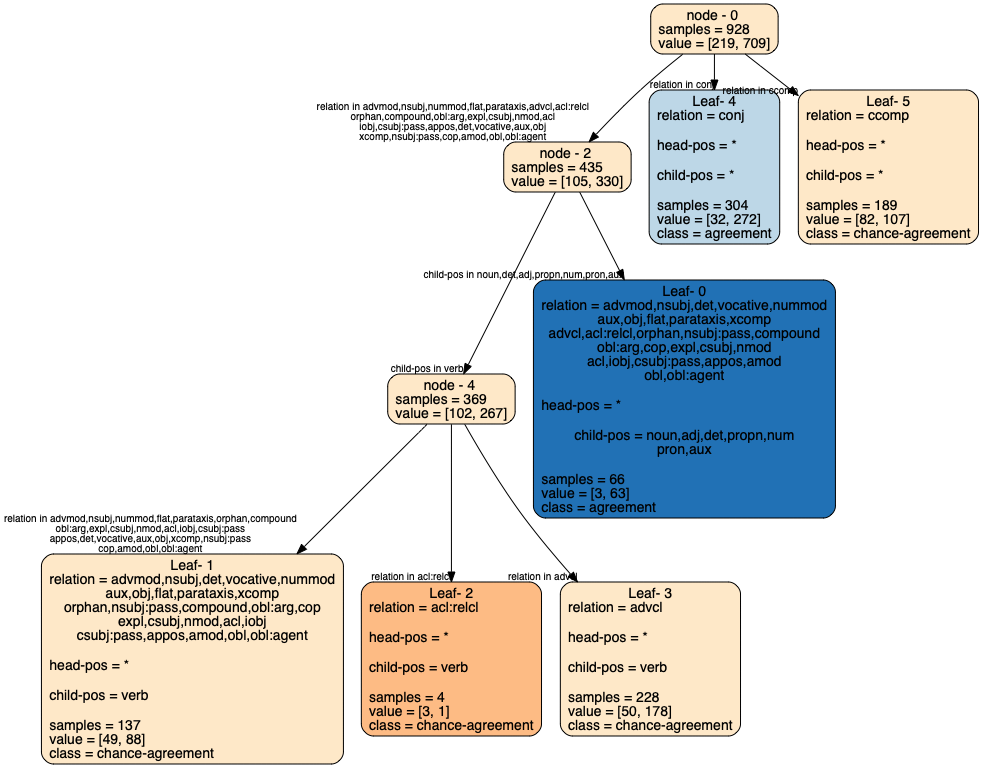 node - 0
samples = 928
value = [219, 709]
relation in conj
relation in ccomp
relation in advmod,nsubj,nummod,flat,parataxis,advcl,acl:relcl
orphan,compound,obl:arg,expl,csubj,nmod,acl
iobj,csubj:pass,appos,det,vocative,aux,obj
xcomp,nsubj:pass,cop,amod,obl,obl:agent
Leaf- 4
relation = conj
head-pos = *
child-pos = *
samples = 304
value = [32, 272]
class = agreement
Leaf- 5
relation = ccomp
head-pos = *
child-pos = *
samples = 189
value = [82, 107]
class = chance-agreement
node - 2
samples = 435
value = [105, 330]
child-pos in noun,det,adj,propn,num,pron,aux
Leaf- 0
relation = advmod,nsubj,det,vocative,nummod
aux,obj,flat,parataxis,xcomp
advcl,acl:relcl,orphan,nsubj:pass,compound
obl:arg,cop,expl,csubj,nmod
acl,iobj,csubj:pass,appos,amod
obl,obl:agent
head-pos = *
child-pos = noun,adj,det,propn,num
pron,aux
samples = 66
value = [3, 63]
class = agreement
child-pos in verb
node - 4
samples = 369
value = [102, 267]
relation in advmod,nsubj,nummod,flat,parataxis,orphan,compound
obl:arg,expl,csubj,nmod,acl,iobj,csubj:pass
appos,det,vocative,aux,obj,xcomp,nsubj:pass
cop,amod,obl,obl:agent
relation in acl:relcl
relation in advcl
Leaf- 1
relation = advmod,nsubj,det,vocative,nummod
aux,obj,flat,parataxis,xcomp
orphan,nsubj:pass,compound,obl:arg,cop
expl,csubj,nmod,acl,iobj
csubj:pass,appos,amod,obl,obl:agent
head-pos = *
child-pos = verb
samples = 137
value = [49, 88]
class = chance-agreement
Leaf- 2
relation = acl:relcl
head-pos = *
child-pos = verb
samples = 4
value = [3, 1]
class = chance-agreement
Leaf- 3
relation = advcl
head-pos = *
child-pos = verb
samples = 228
value = [50, 178]
class = chance-agreement